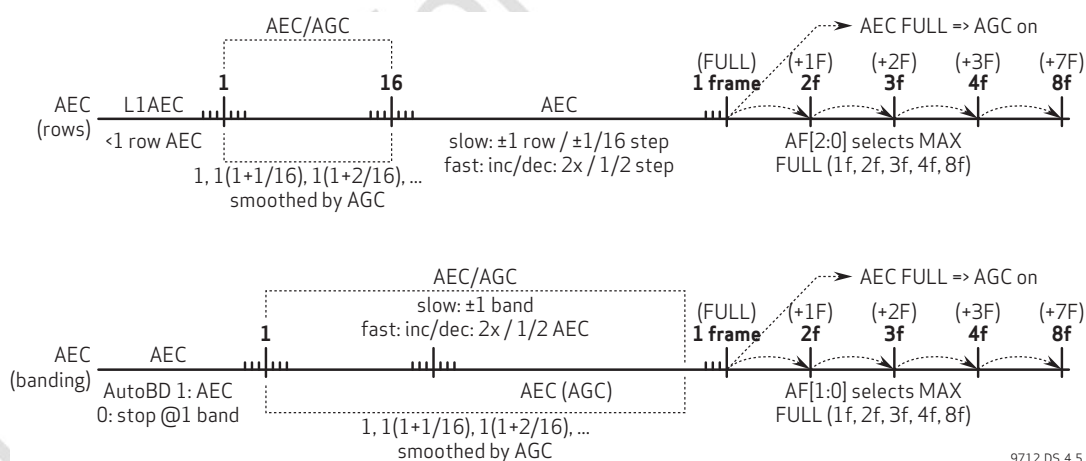 AEC/AGC
AEC FULL => AGC on
(FULL) (+1F) (+2F) (+3F) (+7F)
1 16 1 frame 2f 3f 4f 8f
AEC
(rows)
L1AEC
AEC
<1 row AEC
slow: ±1 row / ±1/16 step
fast: inc/dec: 2x / 1/2 step
AF[2:0] selects MAX
FULL (1f, 2f, 3f, 4f, 8f)
1, 1(1+1/16), 1(1+2/16), ...
smoothed by AGC
AEC/AGC
AEC FULL => AGC on
slow: ±1 band
fast: inc/dec: 2x / 1/2 AEC
(FULL) (+1F) (+2F) (+3F) (+7F)
1 1 frame 2f 3f 4f 8f
AEC
(banding)
AEC
AutoBD 1: AEC
0: stop @1 band
AEC (AGC)
AF[1:0] selects MAX
FULL (1f, 2f, 3f, 4f, 8f)
1, 1(1+1/16), 1(1+2/16), ...
smoothed by AGC
9712_DS_4_5